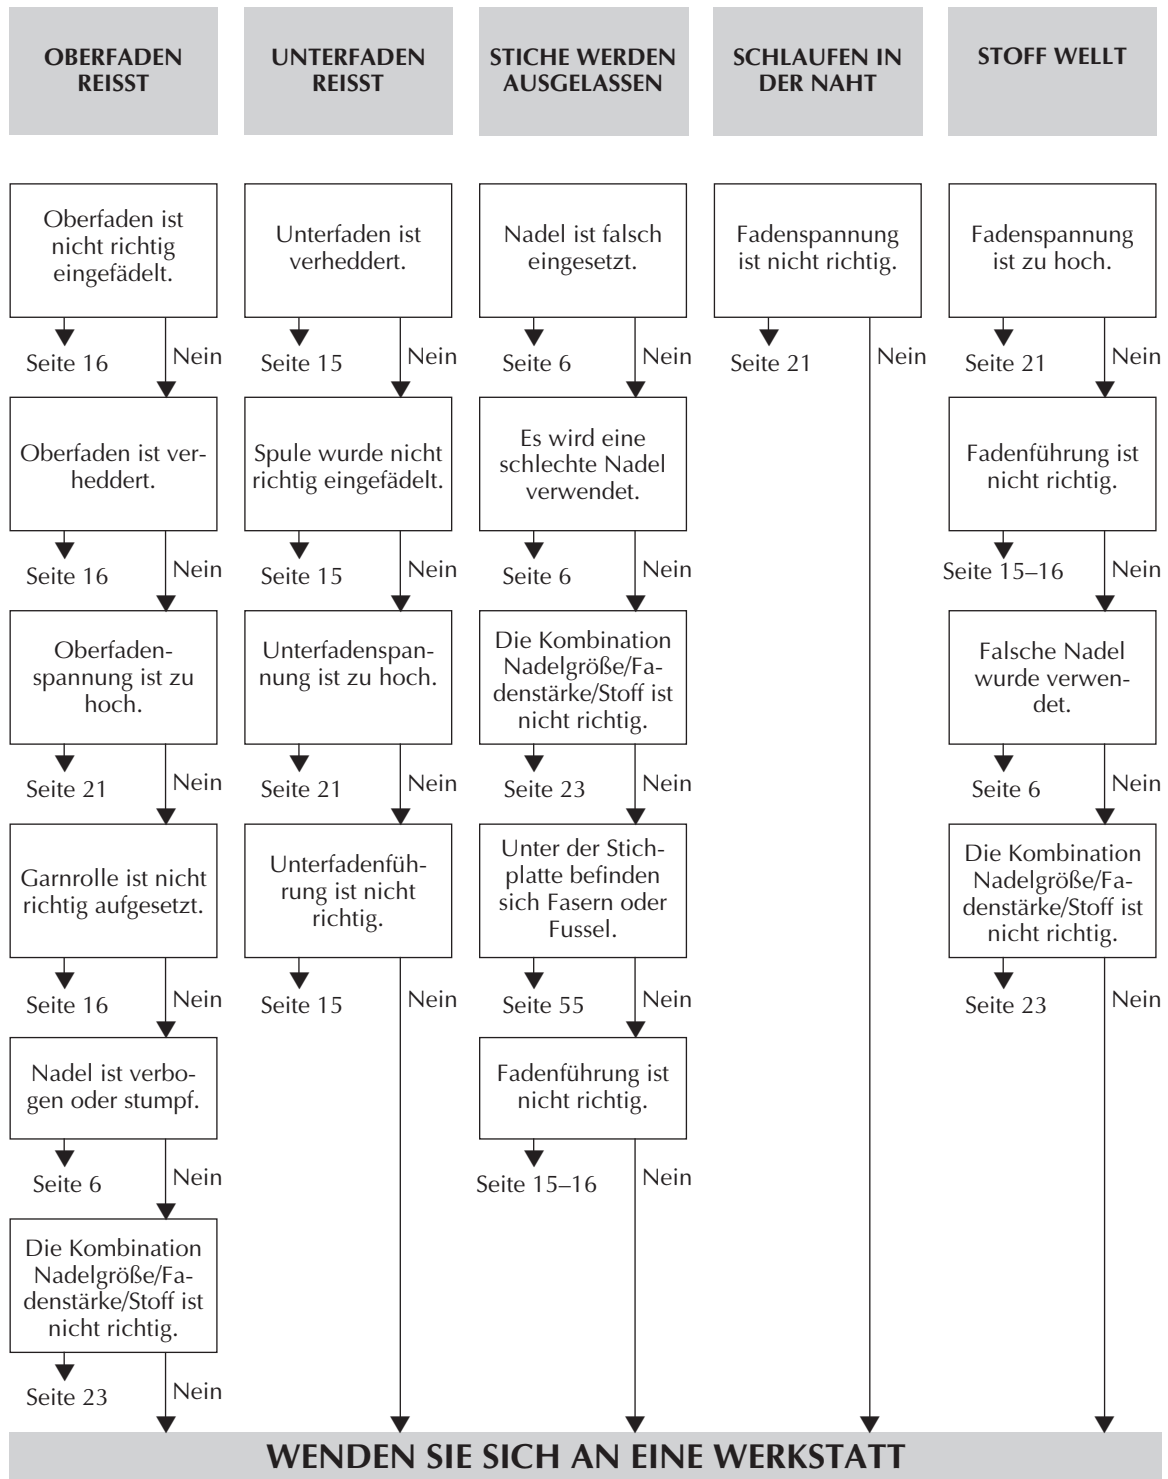 OBERFADEN
REISST
UNTERFADEN
REISST
STICHE WERDEN
AUSGELASSEN
SCHLAUFEN IN
DER NAHT
STOFF WELLT
Oberfaden ist
nicht richtig
eingefädelt.
Seite 16
Nein
Oberfaden ist ver-
heddert.
Seite 16
Nein
Oberfaden-
spannung ist zu
hoch.
Seite 21
Nein
Garnrolle ist nicht
richtig aufgesetzt.
Seite 16
Nein
Nadel ist verbo-
gen oder stumpf.
Seite 6
Nein
Die Kombination
Nadelgröße/Fa-
denstärke/Stoff ist
nicht richtig.
Seite 23
Nein
Unterfaden ist
verheddert.
Seite 15
Nein
Spule wurde nicht
richtig eingefädelt.
Seite 15
Nein
Unterfadenspan-
nung ist zu hoch.
Seite 21
Nein
Unterfadenfüh-
rung ist nicht
richtig.
Seite 15
Nein
Nadel ist falsch
eingesetzt.
Seite 6
Nein
Es wird eine
schlechte Nadel
verwendet.
Seite 6
Nein
Die Kombination
Nadelgröße/Fa-
denstärke/Stoff ist
nicht richtig.
Seite 23
Nein
Unter der Stich-
platte befinden
sich Fasern oder
Fussel.
Seite 55
Nein
Fadenführung ist
nicht richtig.
Seite 15–16
Nein
Fadenspannung
ist nicht richtig.
Seite 21
Nein
Fadenspannung
ist zu hoch.
Seite 21
Nein
Fadenführung ist
nicht richtig.
Seite 15–16
Nein
Falsche Nadel
wurde verwen-
det.
Seite 6
Nein
Die Kombination
Nadelgröße/Fa-
denstärke/Stoff ist
nicht richtig.
Seite 23
Nein
WENDEN SIE SICH AN EINE WERKSTATT